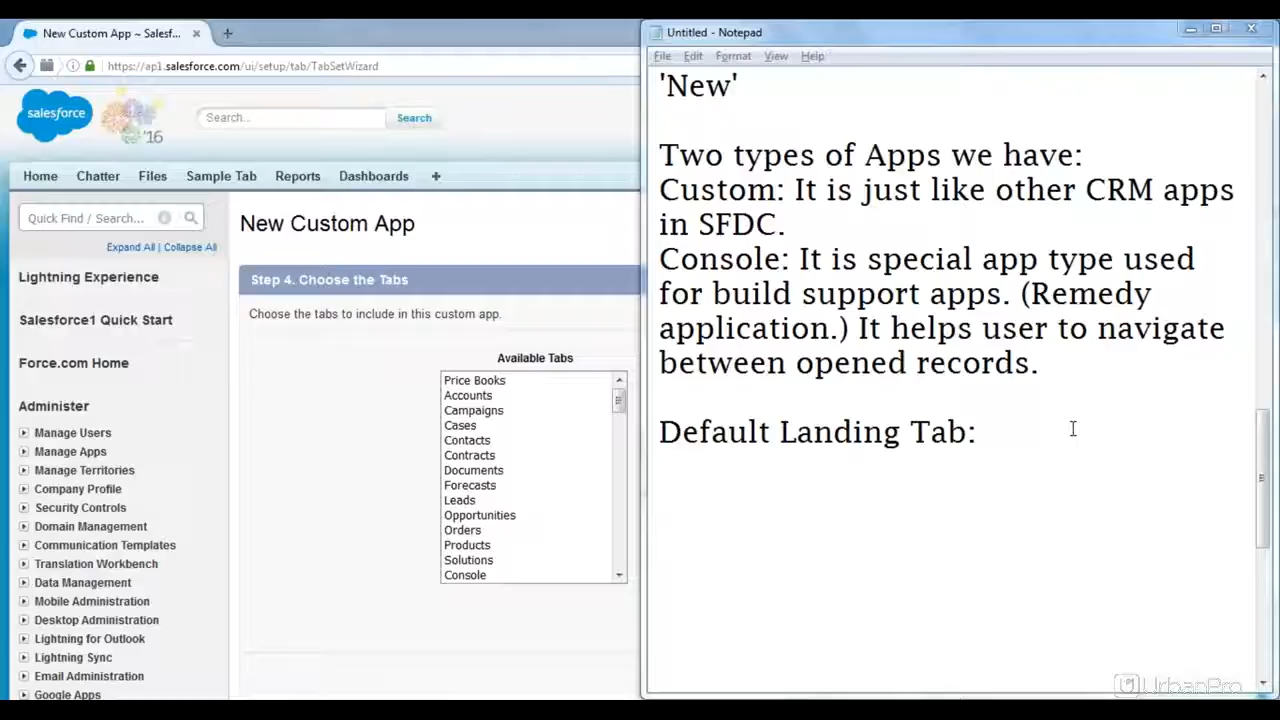 New Custom App ~ Salesf...
https://ap1.salesforce.com/ui/setup/tab/TabSetWizard
salesforce
'16
Search...
Search
Home Chatter Files Sample Tab Reports Dashboards +
Quick Find / Search...
Expand All | Collapse All
Lightning Experience
Salesforce1 Quick Start
Force.com Home
Administer
Manage Users
Manage Apps
Manage Territories
Company Profile
Security Controls
Domain Management
Communication Templates
Translation Workbench
Data Management
Mobile Administration
Desktop Administration
Lightning for Outlook
Lightning Sync
Email Administration
Google Apps
New Custom App
Step 4. Choose the Tabs
Choose the tabs to include in this custom app.
Available Tabs
Price Books
Accounts
Campaigns
Cases
Contacts
Contracts
Documents
Forecasts
Leads
Opportunities
Orders
Products
Solutions
Console
Untitled - Notepad
File Edit Format View Help
'New'
Two types of Apps we have:
Custom: It is just like other CRM apps
in SFDC.
Console: It is special app type used
for build support apps. (Remedy
application.) It helps user to navigate
between opened records.
Default Landing Tab:
UrbanPro